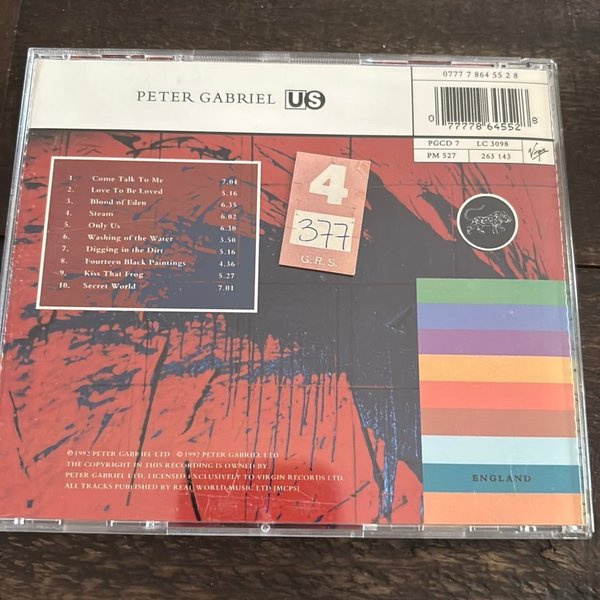 PETER GABRIEL US
0777 7 864 55 2 8
0 77778 64552 8
PGCD 7 LC 3098
PM 527 263 143
Virgin
1. Come Talk To Me 7.04
2. Love To Be Loved 5.16
3. Blood of Eden 6.35
4. Steam 6.02
5. Only Us 6.30
6. Washing of the Water 3.50
7. Digging in the Dirt 5.16
8. Fourteen Black Paintings 4.36
9. Kiss That Frog 5.27
10. Secret World 7.01
4
377
G.R.S.
℗ 1992 PETER GABRIEL LTD © 1992 PETER GABRIEL LTD
THE COPYRIGHT IN THIS RECORDING IS OWNED BY
PETER GABRIEL LTD, LICENSED EXCLUSIVELY TO VIRGIN RECORDS LTD.
ALL TRACKS PUBLISHED BY REAL WORLD MUSIC LTD [MCPS]
ENGLAND